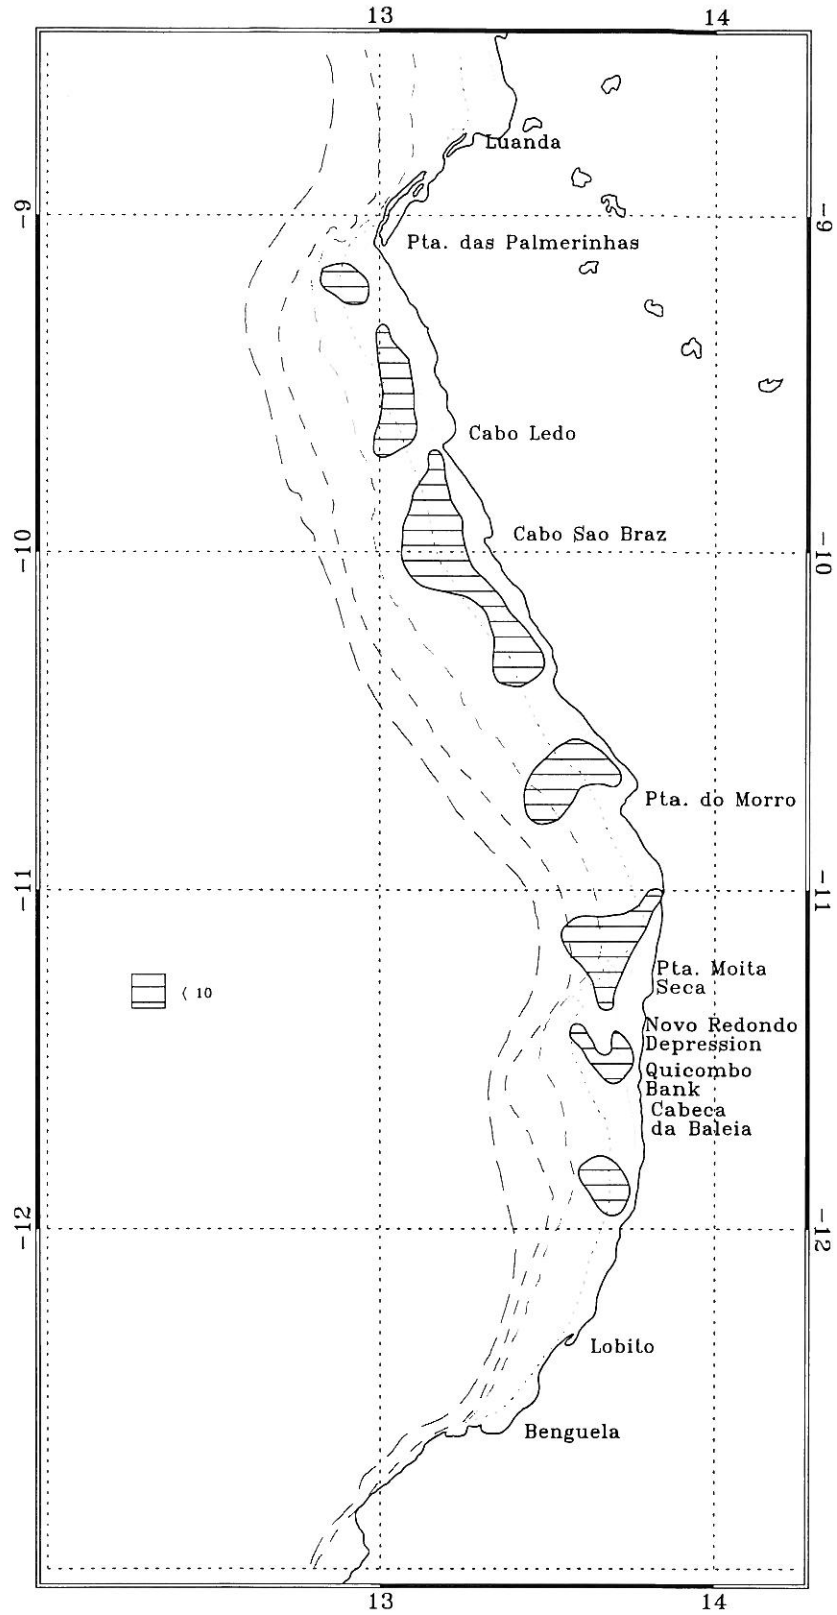 13 14
Luanda
-9 -9
Pta. das Palmerinhas
Cabo Ledo
Cabo Sao Braz
-10 -10
Pta. do Morro
-11 -11
Pta. Moita
Seca
⟨ 10
Novo Redondo
Depression
Quicombo
Bank
Cabeca
da Baleia
-12 -12
Lobito
Benguela
13 14